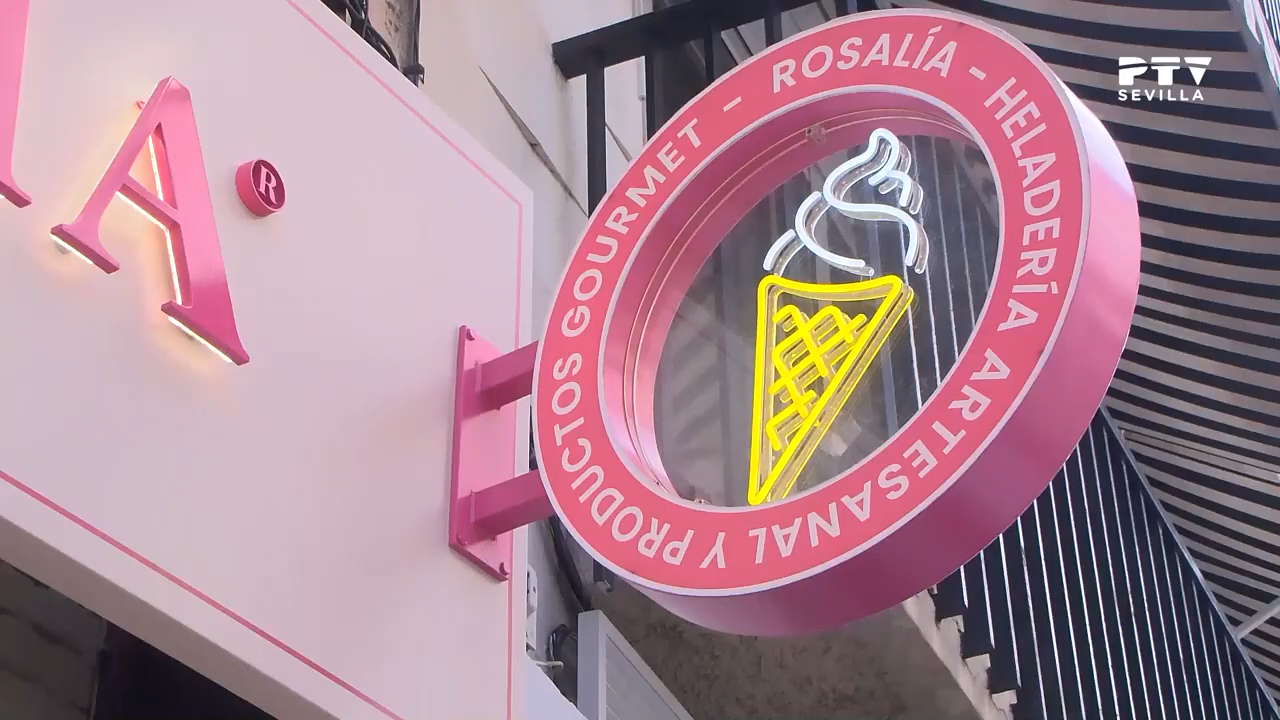 A
®
ROSALÍA - HELADERÍA ARTESANAL Y PRODUCTOS GOURMET -
PTV
SEVILLA